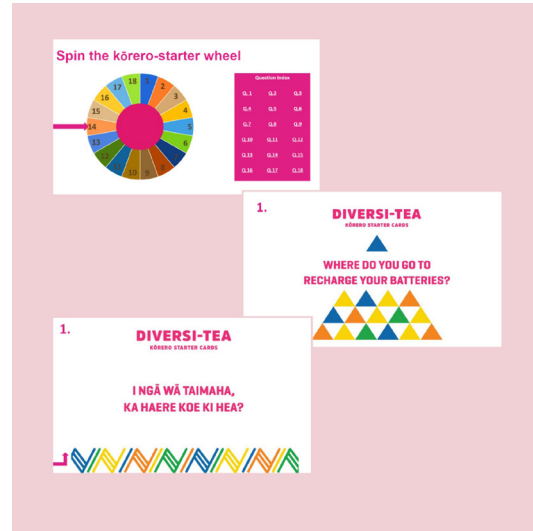 Spin the kōrero-starter wheel
18
1
2
17
3
16
4
15
5
14
6
13
12
10
9
8
Question Index
Q.1 Q.2 Q.3
Q.4 Q.5 Q.6
Q.7 Q.8 Q.9
Q.10 Q.11 Q.12
Q.13 Q.14 Q.15
Q.16 Q.17 Q.18
1.
DIVERSI-TEA
KŌRERO STARTER CARDS
WHERE DO YOU GO TO
RECHARGE YOUR BATTERIES?
1.
DIVERSI-TEA
KŌRERO STARTER CARDS
I NGĀ WĀ TAIMAHA,
KA HAERE KOE KI HEA?